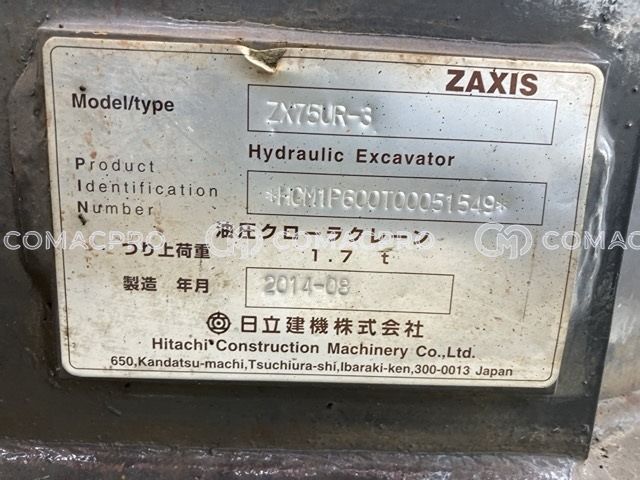 ZAXIS
Model/type ZX75UR-3
Hydraulic Excavator
Product
Identification *HCM1P600T00051549*
Number
COMACPRO COMACPRO COMACPRO
油圧クローラクレーン
つり上荷重 1.7 t
製造 年月 2014-08
日立建機株式会社
Hitachi Construction Machinery Co.,Ltd.
650,Kandatsu-machi,Tsuchiura-shi,Ibaraki-ken,300-0013 Japan